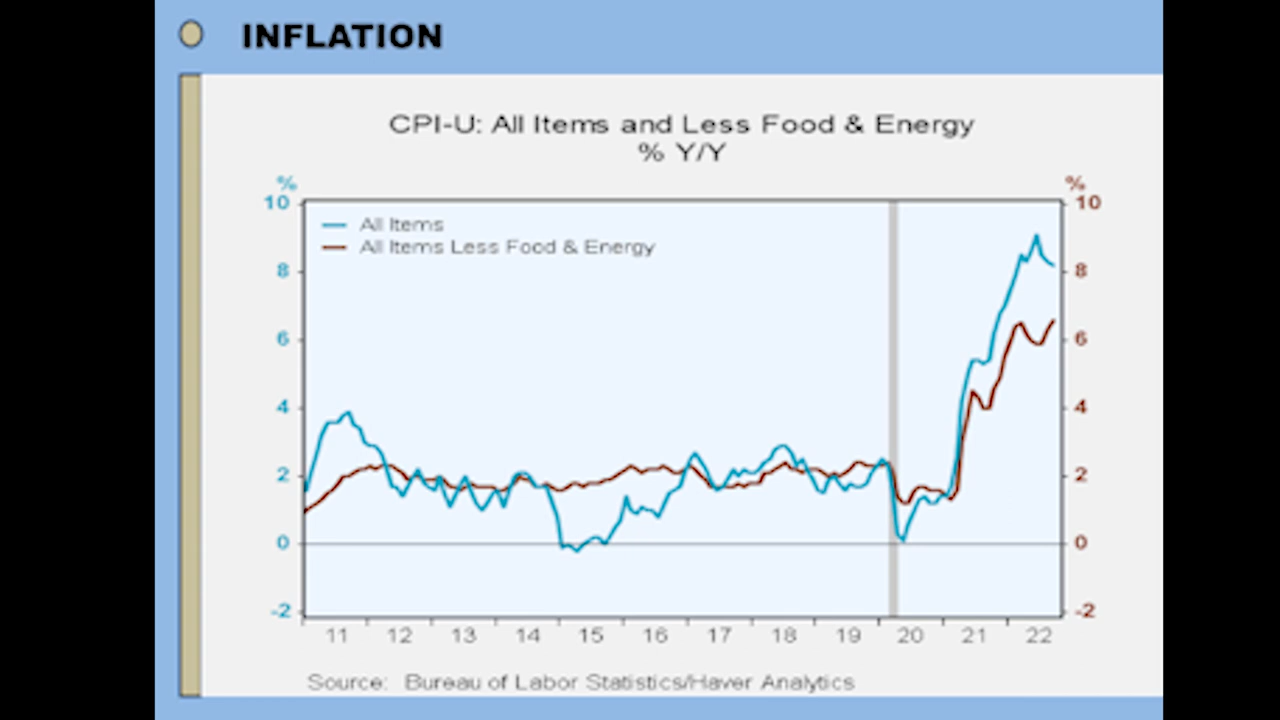 INFLATION
CPI-U: All Items and Less Food & Energy
% Y/Y
% %
10 10
All Items
All Items Less Food & Energy
8 8
6 6
4 4
2 2
0 0
-2 -2
11 12 13 14 15 16 17 18 19 20 21 22
Source: Bureau of Labor Statistics/Haver Analytics